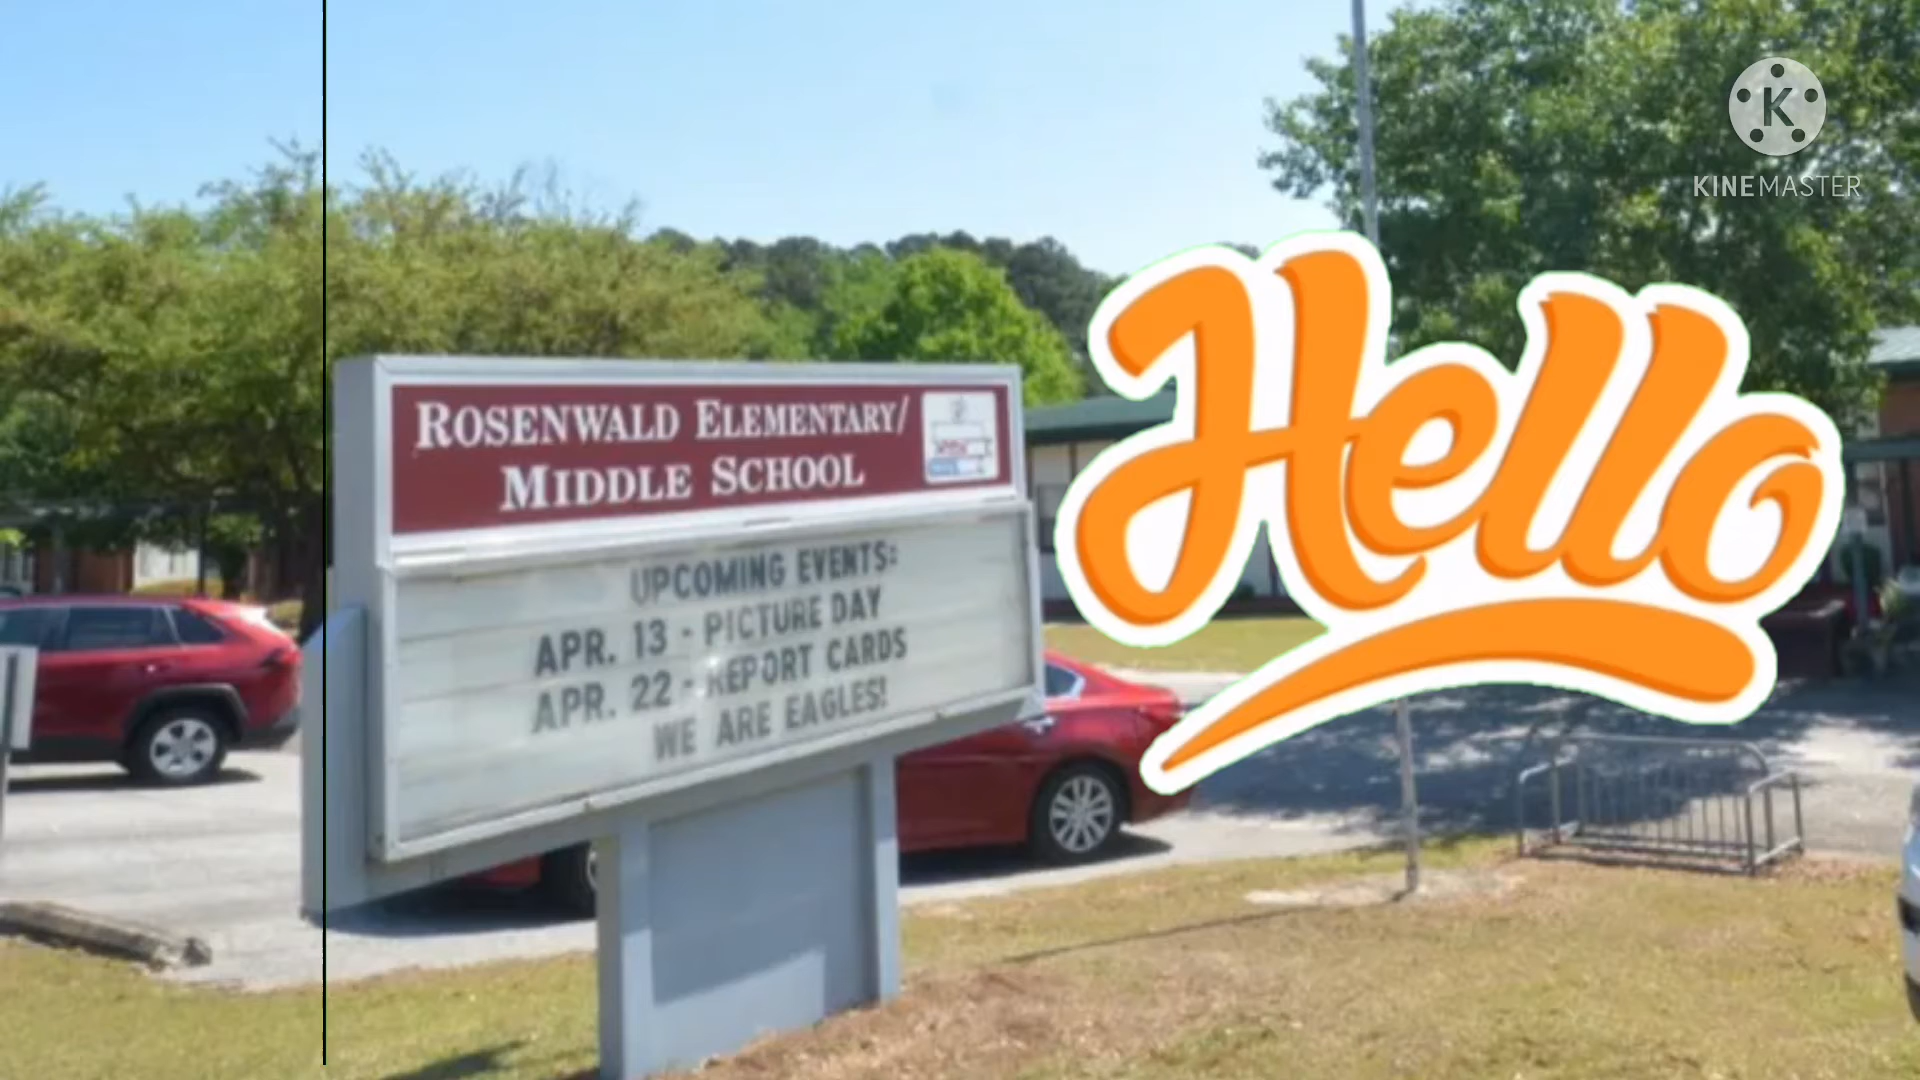 ROSENWALD ELEMENTARY/
MIDDLE SCHOOL
UPCOMING EVENTS:
APR. 13 - PICTURE DAY
APR. 22 - REPORT CARDS
WE ARE EAGLES!
Hello
K
KINEMASTER